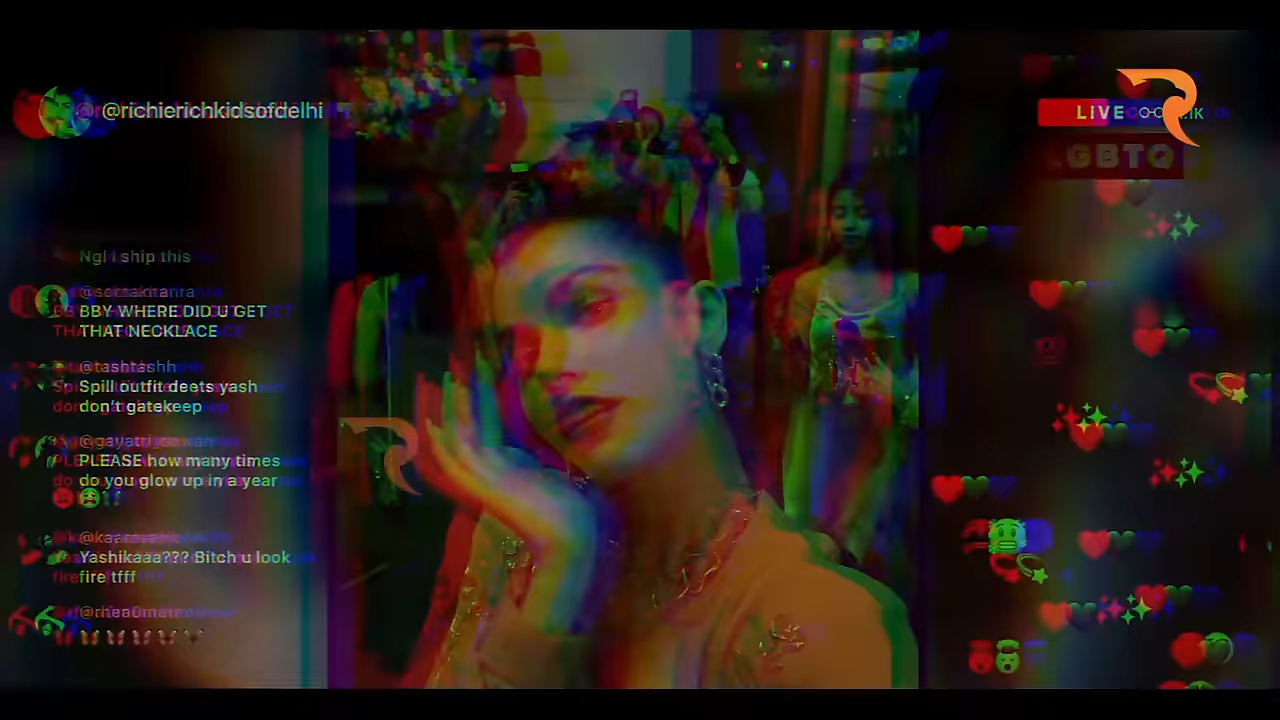 @richierichkidsofdelhi
LIVE
LGBTQ
Ngl I ship this
BBY WHERE DID U GET
THAT NECKLACE
@tashtashh
Spill outfit deets yash
don't gatekeep
PLEASE how many times
do you glow up in a year
Yashikaaa??? Bitch u look
fire tfff